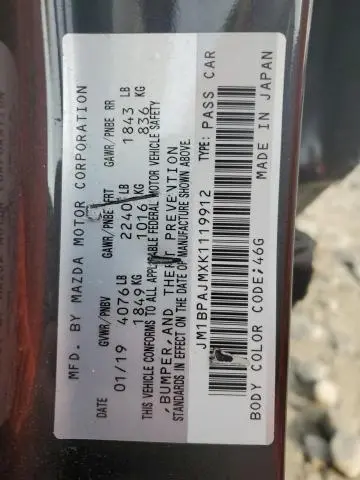 MFD. BY MAZDA MOTOR CORPORATION
DATE GVWR/PNBV GAWR/PNBE FRT GAWR/PNBE RR
01/19 4076 LB 2240 LB 1843 LB
1848 KG 1016 KG 836 KG
THIS VEHICLE CONFORMS TO ALL APPLICABLE FEDERAL MOTOR VEHICLE SAFETY
, BUMPER, AND THEFT PREVENTION
STANDARDS IN EFFECT ON THE DATE OF MANUFACTURE SHOWN ABOVE.
JM1BPAJMXK1119912 TYPE: PASS CAR
BODY COLOR CODE;46G MADE IN JAPAN